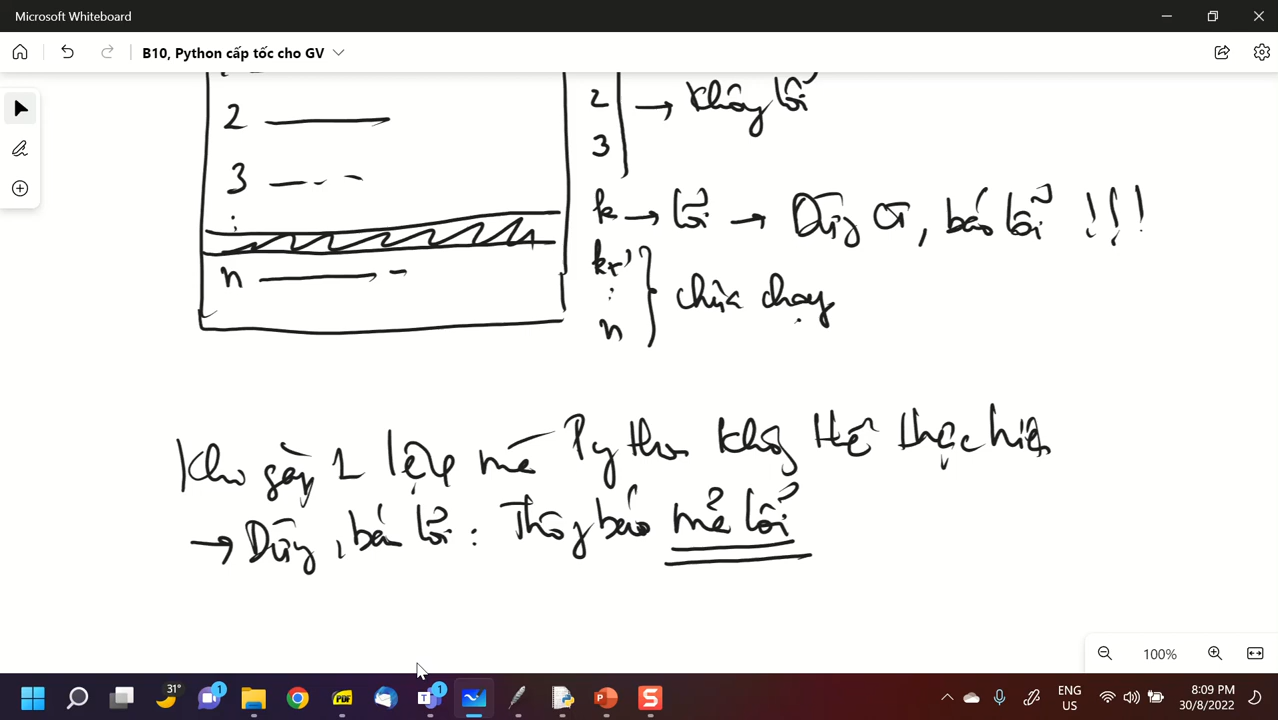 Microsoft Whiteboard
B10, Python cấp tốc cho GV
2
3
n
2 → không lỗi
3
k → lỗi → Dừng CT, báo lỗi !!!
k+1
n
chưa chạy
Khi gặp 1 lệnh mà Python không thể thực hiện
→ Dừng, báo lỗi: Thông báo mã lỗi
100%
31°
1
1
ENG
US
8:09 PM
30/8/2022